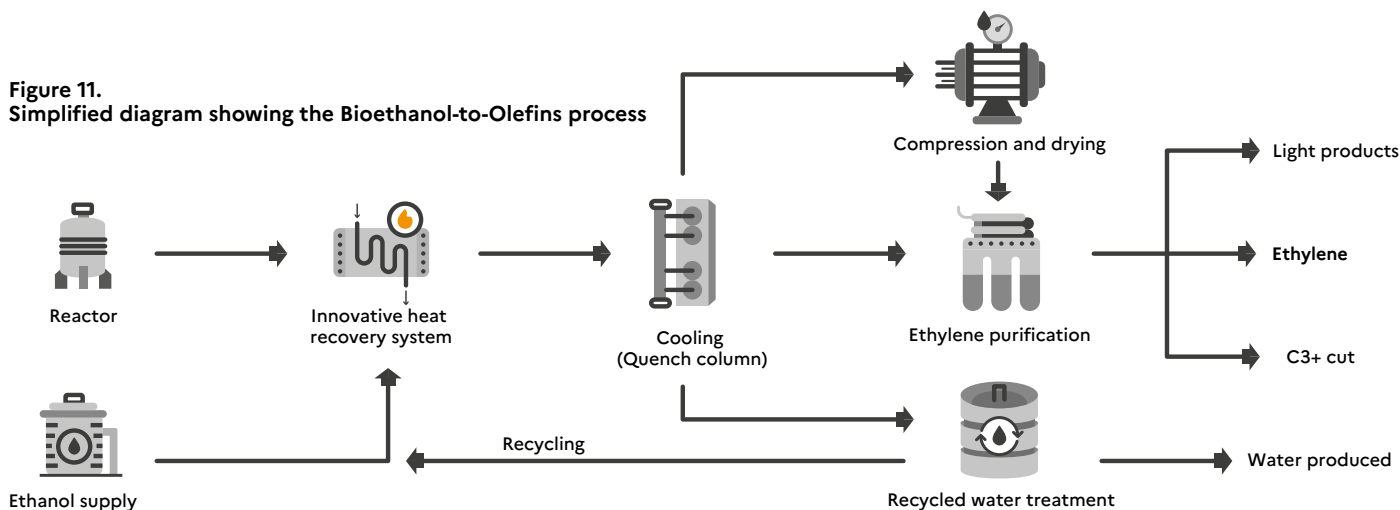 Figure 11.
Simplified diagram showing the Bioethanol-to-Olefins process
Compression and drying
Light products
Reactor
Innovative heat
recovery system
Cooling
(Quench column)
Ethylene purification
Ethylene
C3+ cut
Recycling
Ethanol supply
Recycled water treatment
Water produced